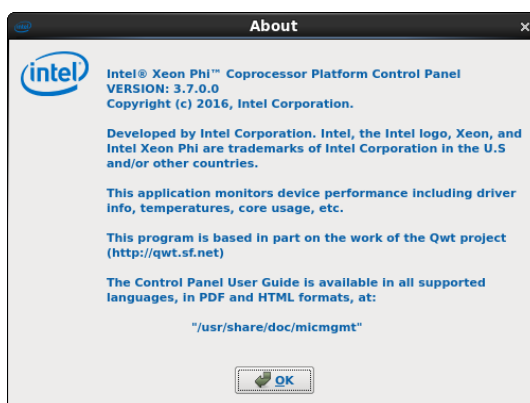 About
intel
Intel® Xeon Phi™ Coprocessor Platform Control Panel
VERSION: 3.7.0.0
Copyright (c) 2016, Intel Corporation.
Developed by Intel Corporation. Intel, the Intel logo, Xeon, and
Intel Xeon Phi are trademarks of Intel Corporation in the U.S
and/or other countries.
This application monitors device performance including driver
info, temperatures, core usage, etc.
This program is based in part on the work of the Qwt project
(http://qwt.sf.net)
The Control Panel User Guide is available in all supported
languages, in PDF and HTML formats, at:
"/usr/share/doc/micmgmt"
OK